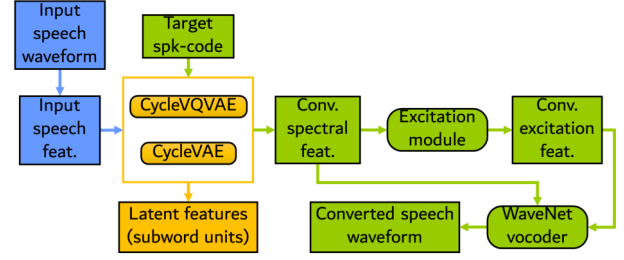 Input
speech
waveform
Target
spk-code
Input
speech
feat.
CycleVQVAE
CycleVAE
Conv.
spectral
feat.
Excitation
module
Conv.
excitation
feat.
Latent features
(subword units)
Converted speech
waveform
WaveNet
vocoder